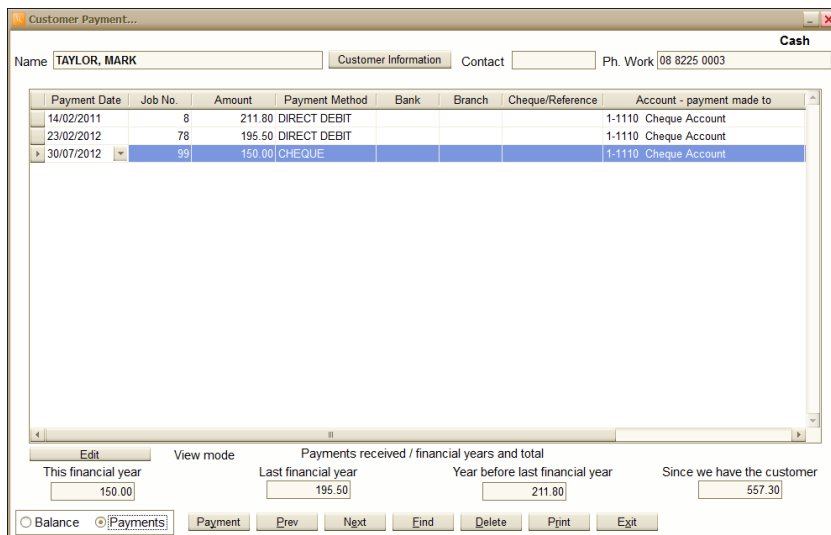 Customer Payment...
Cash
Name TAYLOR, MARK Customer Information Contact Ph. Work 08 8225 0003
Payment Date Job No. Amount Payment Method Bank Branch Cheque/Reference Account - payment made to
14/02/2011 8 211.80 DIRECT DEBIT 1-1110 Cheque Account
23/02/2012 78 195.50 DIRECT DEBIT 1-1110 Cheque Account
30/07/2012 99 150.00 CHEQUE 1-1110 Cheque Account
Edit View mode Payments received / financial years and total
This financial year Last financial year Year before last financial year Since we have the customer
150.00 195.50 211.80 557.30
Balance Payments Payment Prev Next Find Delete Print Exit